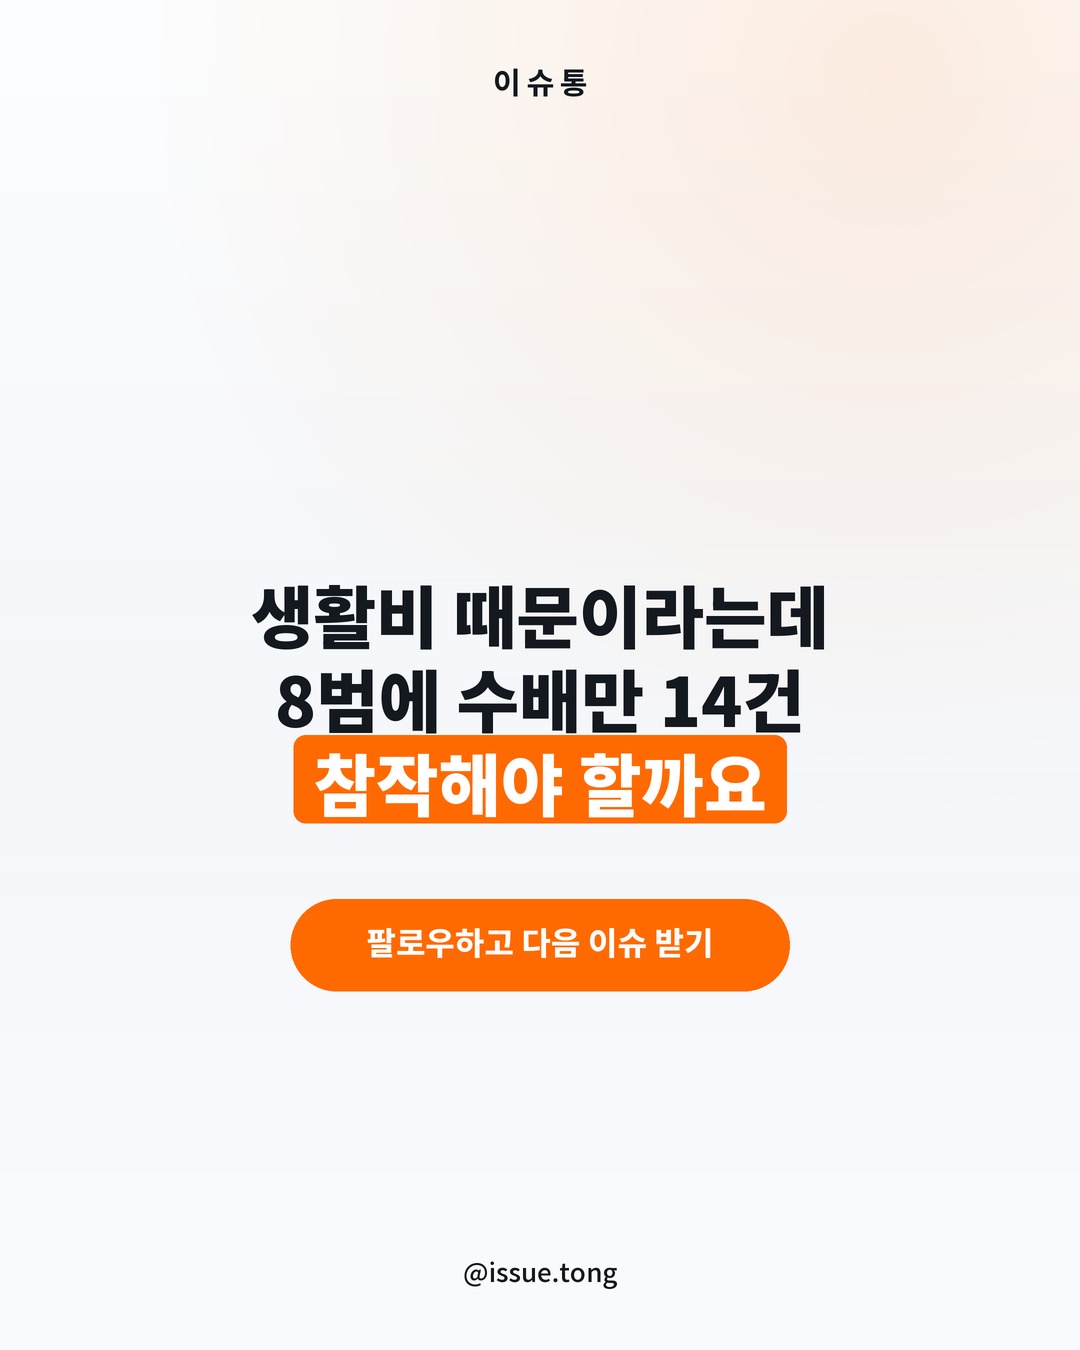 이슈통
생활비 때문이라는데
8범에 수배만 14건
참작해야 할까요
팔로우하고 다음 이슈 받기
@issue.tong